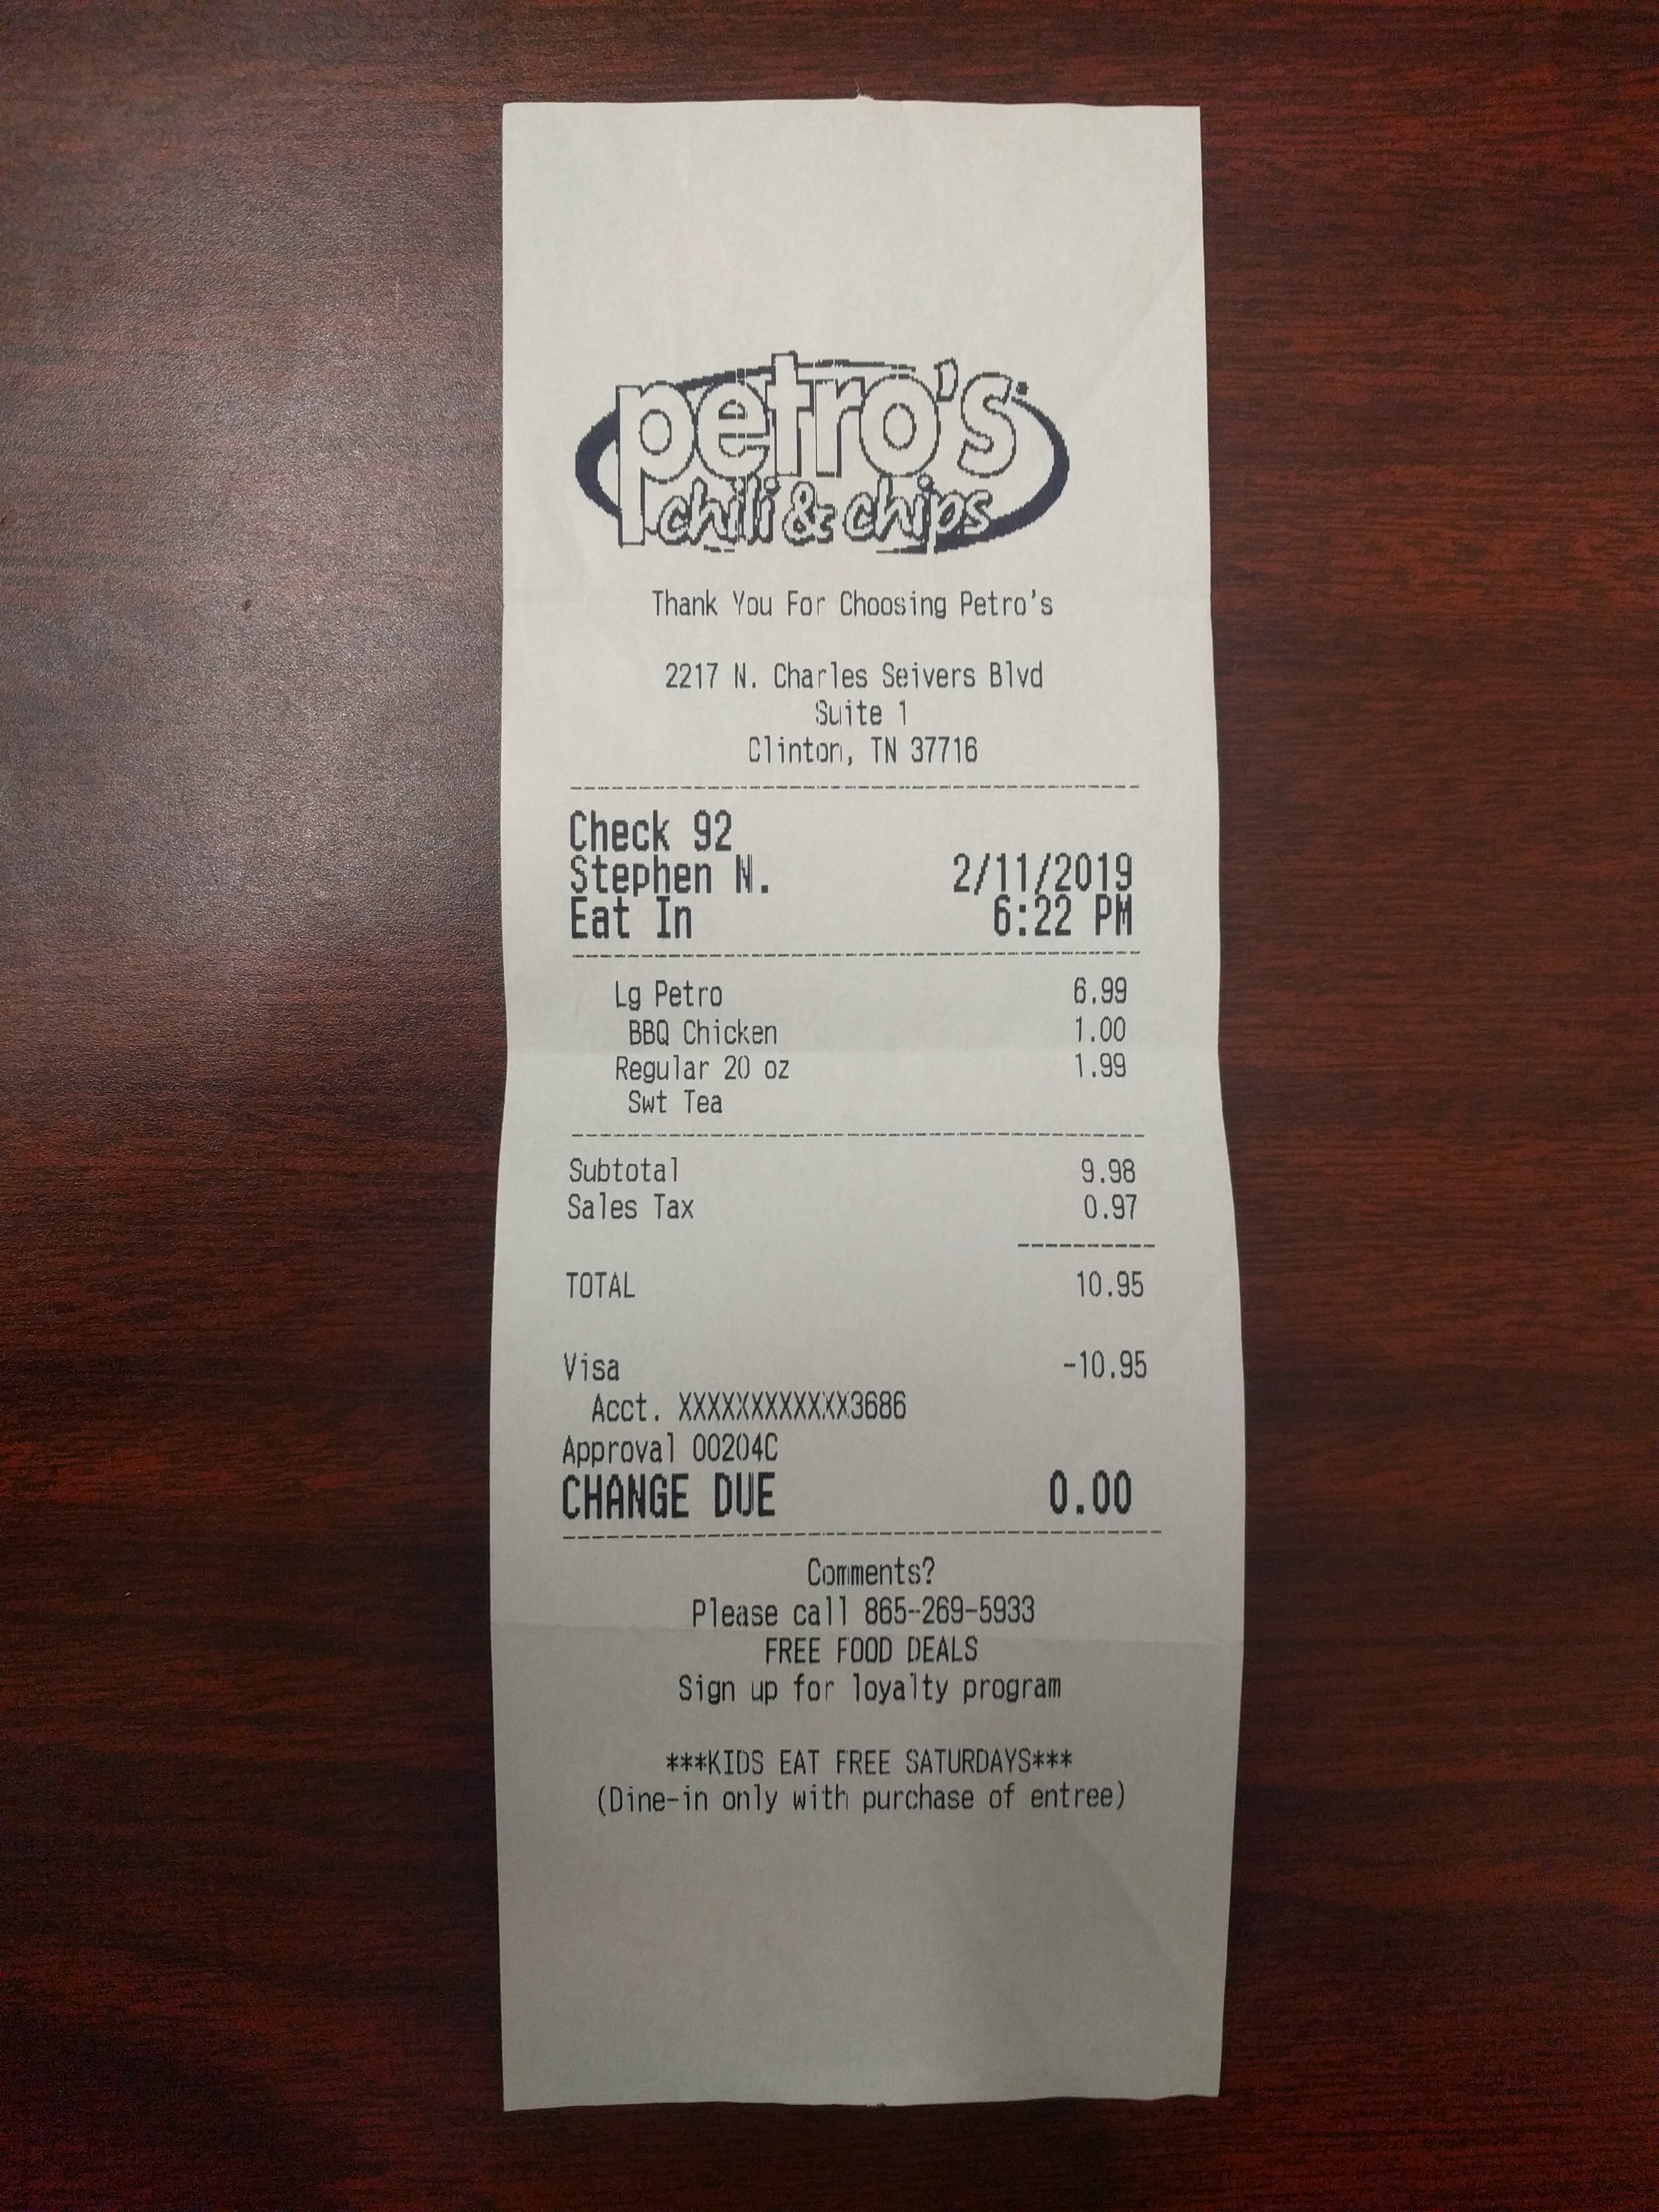 petro's
chili & chips
Thank You For Choosing Petro's
2217 N. Charles Seivers Blvd
Suite 1
Clinton, TN 37716
Check 92
Stephen N. 2/11/2019
Eat In 6:22 PM
Lg Petro 6.99
BBQ Chicken 1.00
Regular 20 oz 1.99
Swt Tea
Subtotal 9.98
Sales Tax 0.97
TOTAL 10.95
Visa -10.95
Acct. XXXXXXXXXXXX3686
Approval 00204C
CHANGE DUE 0.00
Comments?
Please call 865-269-5933
FREE FOOD DEALS
Sign up for loyalty program
***KIDS EAT FREE SATURDAYS***
(Dine-in only with purchase of entree)